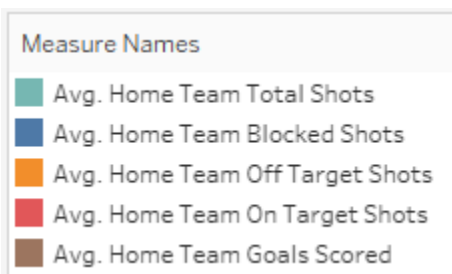 Measure Names
Avg. Home Team Total Shots
Avg. Home Team Blocked Shots
Avg. Home Team Off Target Shots
Avg. Home Team On Target Shots
Avg. Home Team Goals Scored